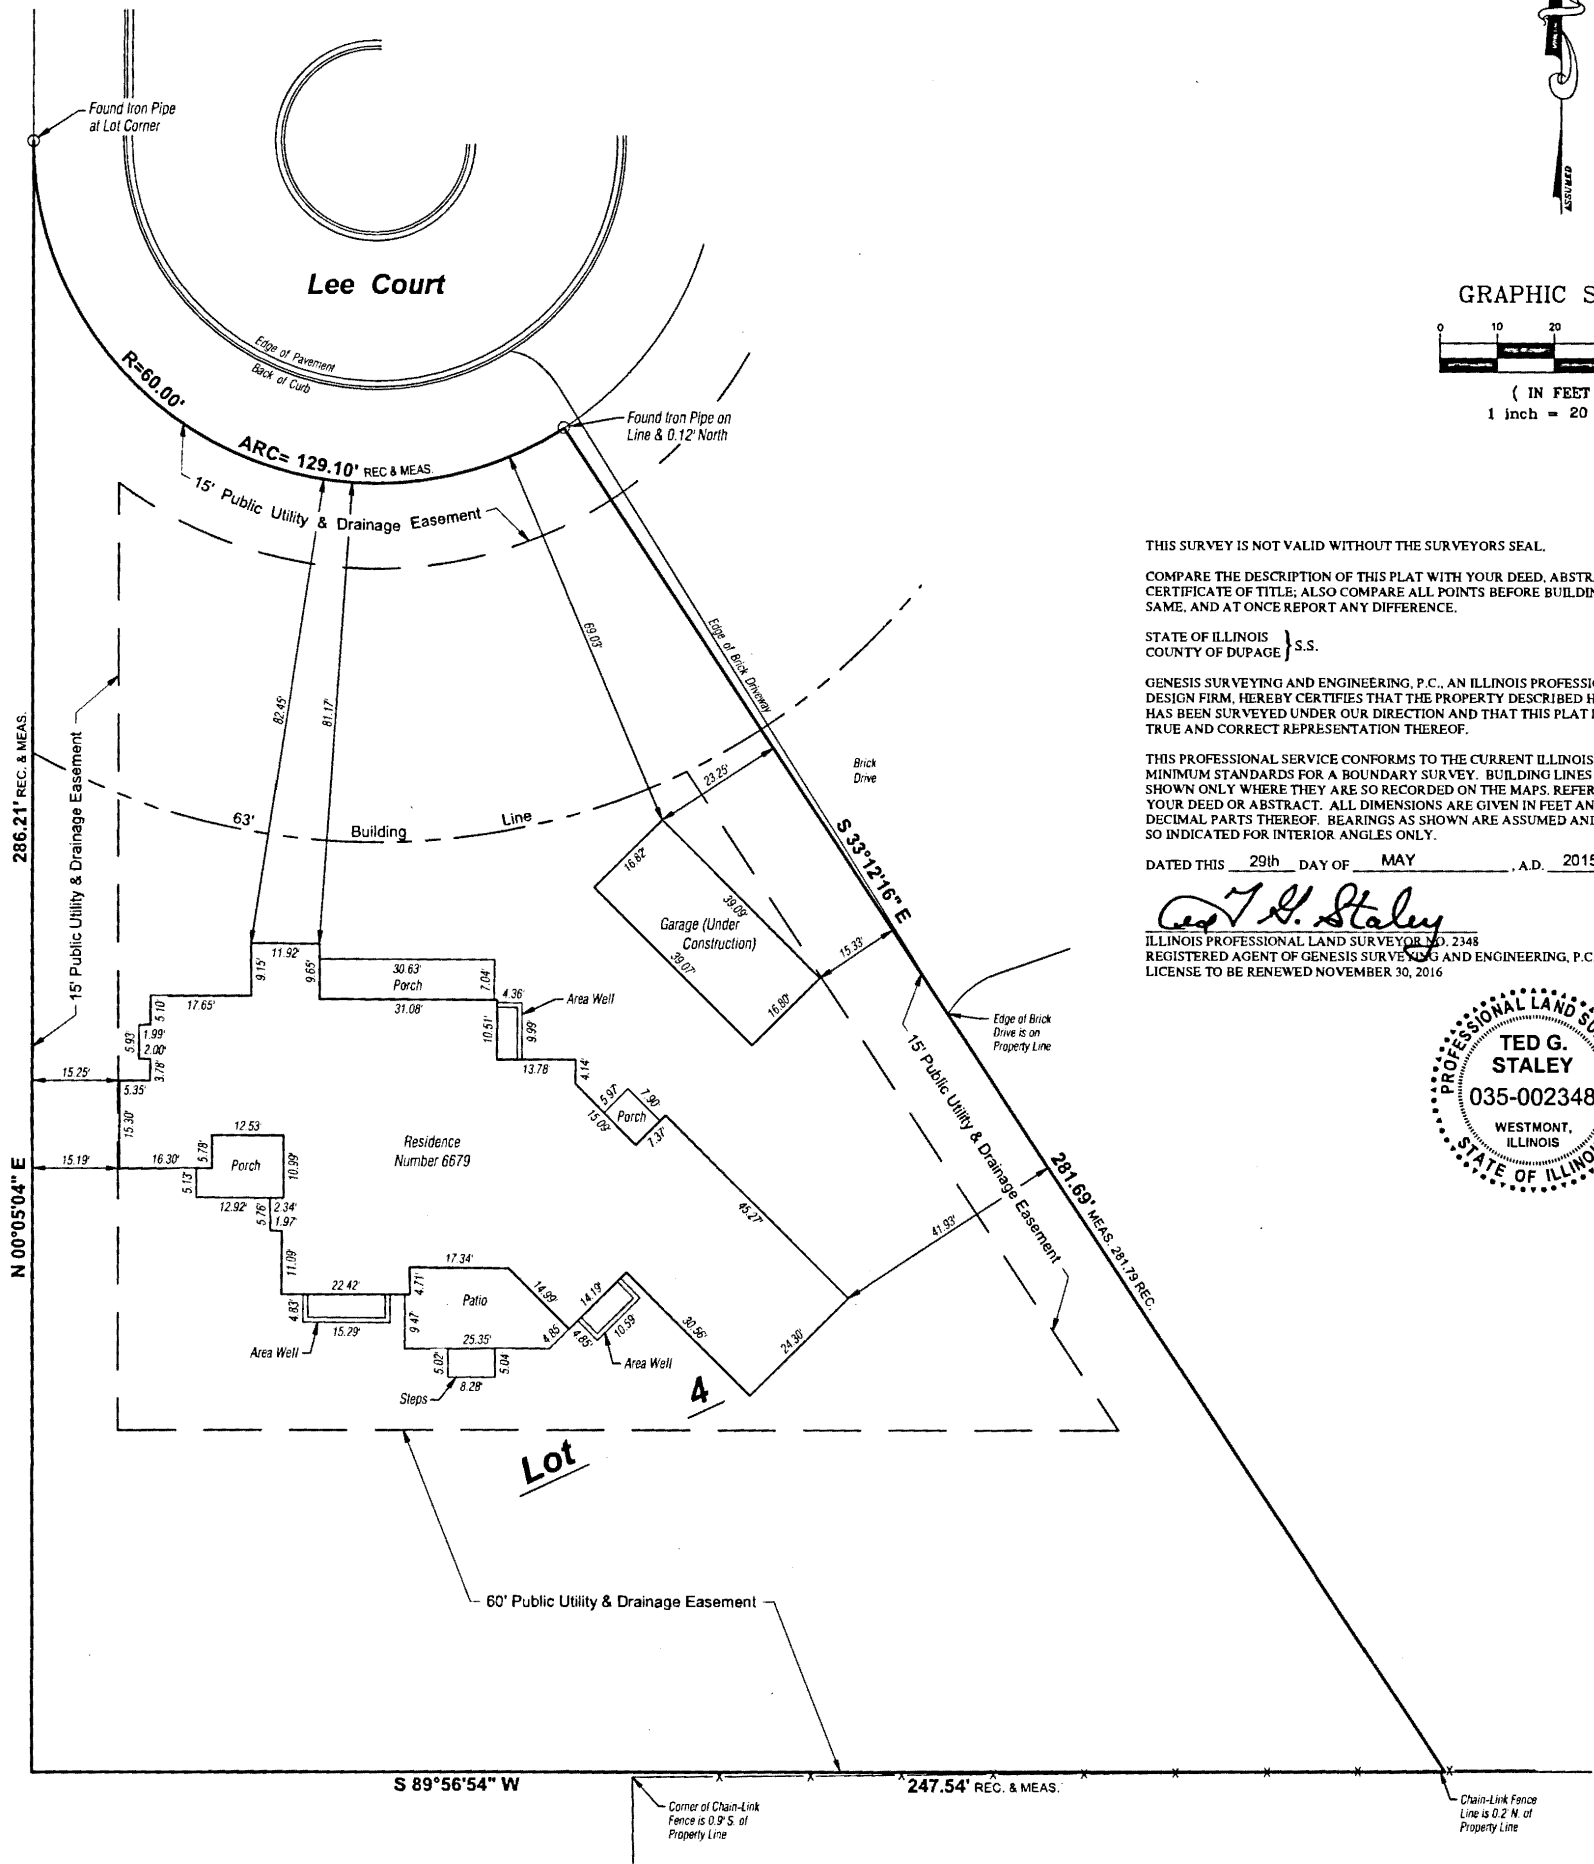 Found Iron Pipe
at Lot Corner
Lee Court
Edge of Pavement
Back of Curb
R=60.00'
ARC= 129.10' REC & MEAS.
Found Iron Pipe on
Line & 0.12' North
15' Public Utility & Drainage Easement
ASSUMED
GRAPHIC S
0 10 20
( IN FEET
1 inch = 20
THIS SURVEY IS NOT VALID WITHOUT THE SURVEYORS SEAL.
COMPARE THE DESCRIPTION OF THIS PLAT WITH YOUR DEED, ABSTR
CERTIFICATE OF TITLE; ALSO COMPARE ALL POINTS BEFORE BUILDIN
SAME, AND AT ONCE REPORT ANY DIFFERENCE.
STATE OF ILLINOIS
COUNTY OF DUPAGE } S.S.
GENESIS SURVEYING AND ENGINEERING, P.C., AN ILLINOIS PROFESSI
DESIGN FIRM, HEREBY CERTIFIES THAT THE PROPERTY DESCRIBED H
HAS BEEN SURVEYED UNDER OUR DIRECTION AND THAT THIS PLAT I
TRUE AND CORRECT REPRESENTATION THEREOF.
THIS PROFESSIONAL SERVICE CONFORMS TO THE CURRENT ILLINOIS
MINIMUM STANDARDS FOR A BOUNDARY SURVEY. BUILDING LINES
SHOWN ONLY WHERE THEY ARE SO RECORDED ON THE MAPS. REFER
YOUR DEED OR ABSTRACT. ALL DIMENSIONS ARE GIVEN IN FEET AN
DECIMAL PARTS THEREOF. BEARINGS AS SHOWN ARE ASSUMED AND
SO INDICATED FOR INTERIOR ANGLES ONLY.
DATED THIS 29th DAY OF MAY , A.D. 2015
Ted G. Staley
ILLINOIS PROFESSIONAL LAND SURVEYOR NO. 2348
REGISTERED AGENT OF GENESIS SURVEYING AND ENGINEERING, P.C
LICENSE TO BE RENEWED NOVEMBER 30, 2016
PROFESSIONAL LAND SU
TED G.
STALEY
035-002348
WESTMONT,
ILLINOIS
STATE OF ILLINOI
286.21' REC. & MEAS.
N 00°05'04" E
15' Public Utility & Drainage Easement
82.45'
81.17'
69.03'
Edge of Brick Driveway
Brick
Drive
23.25'
63' Building Line
16.82'
39.09'
Garage (Under
Construction)
39.07'
16.80'
15.33'
S 33°12'16" E
Edge of Brick
Drive is on
Property Line
15' Public Utility & Drainage Easement
281.69' MEAS. 281.79 REC.
11.92'
9.15'
9.65'
30.63'
Porch
7.04'
31.08'
4.36'
Area Well
10.51'
9.99'
13.78'
4.14'
17.65'
5.10'
1.99'
5.93'
2.00'
3.78'
15.25'
5.35'
15.30'
15.19'
16.30'
12.53'
5.78'
Porch
10.99'
5.13'
12.92'
5.76'
2.34'
1.97'
Residence
Number 6679
5.97'
7.90'
Porch
15.09'
7.37'
45.27'
41.93'
11.09'
22.42'
4.83'
15.29'
Area Well
17.34'
4.71'
Patio
14.99'
9.47'
25.35'
4.85'
5.02'
5.04'
8.28'
Steps
14.19'
4.85'
10.59'
Area Well
30.56'
24.30'
Lot 4
60' Public Utility & Drainage Easement
S 89°56'54" W
247.54' REC. & MEAS.
Corner of Chain-Link
Fence is 0.9' S. of
Property Line
Chain-Link Fence
Line is 0.2' N. of
Property Line